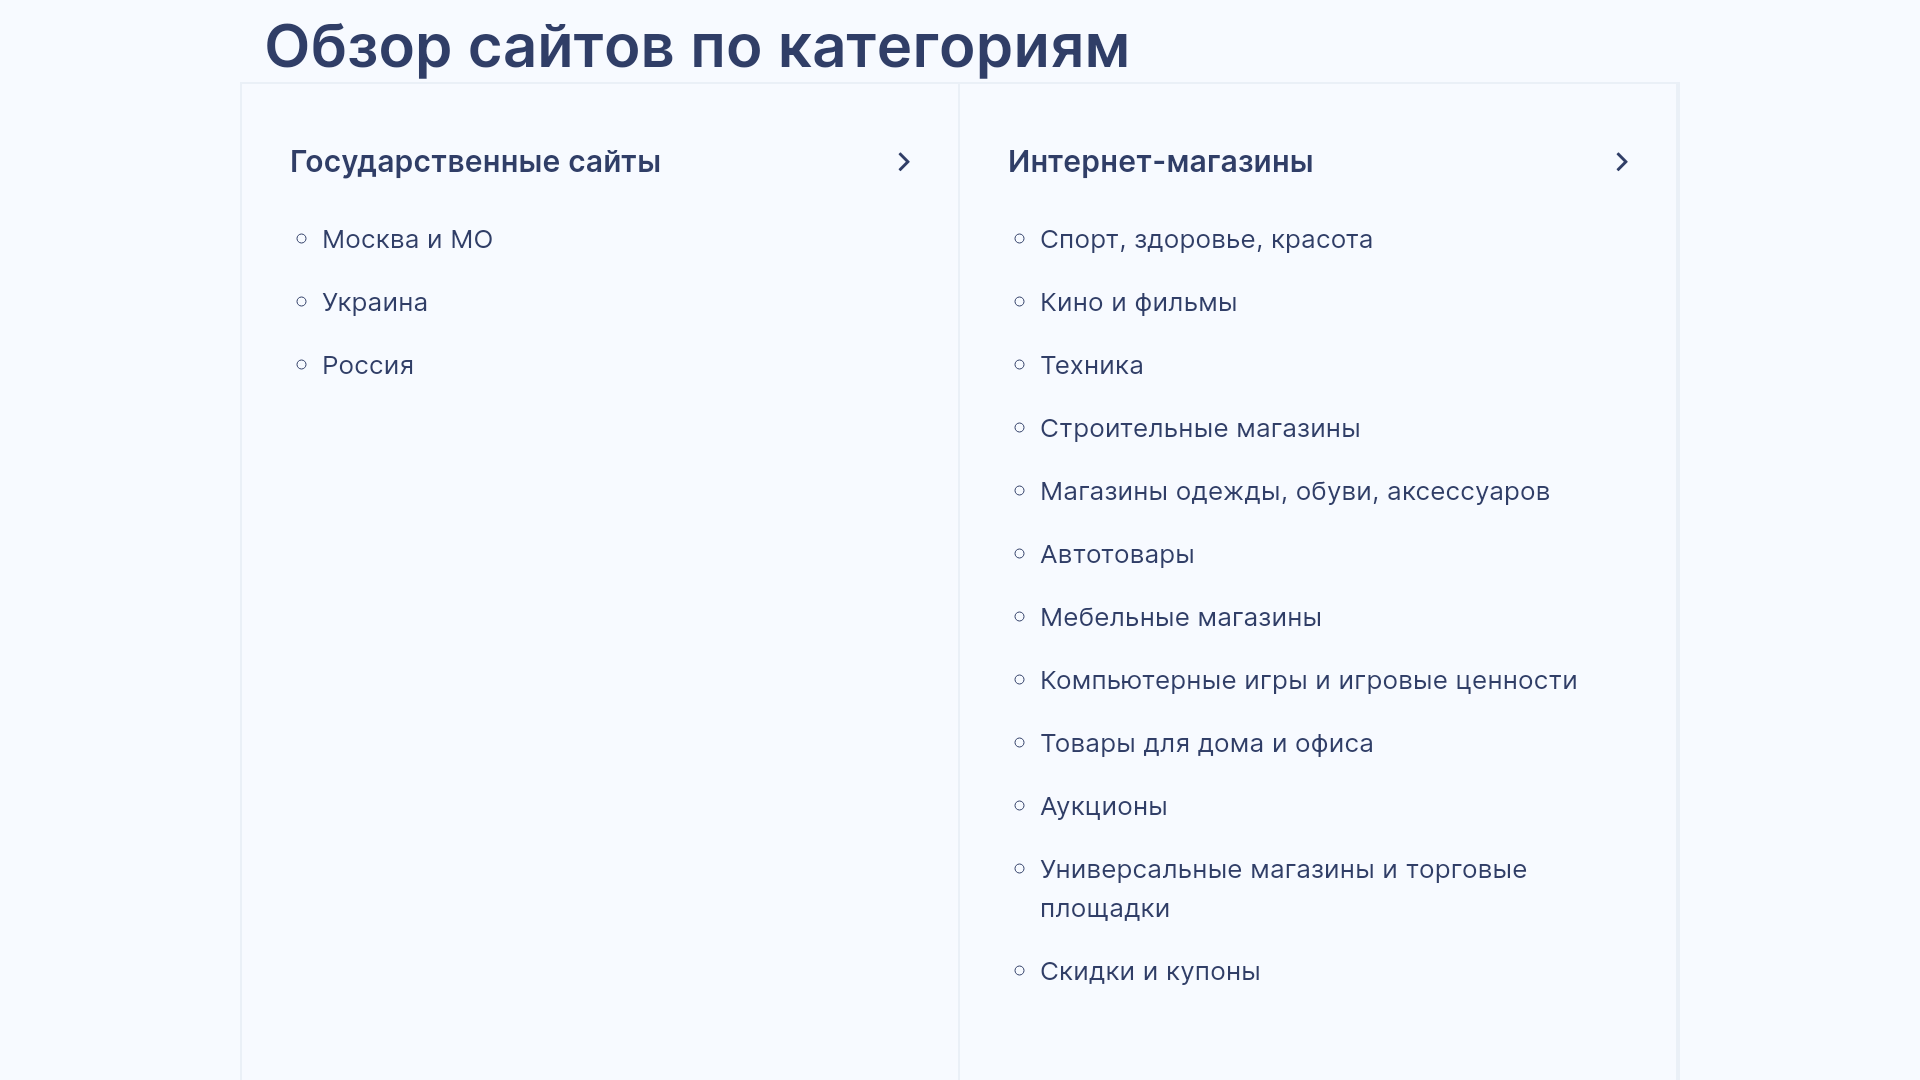 Обзор сайтов по категориям
Государственные сайты
Москва и МО
Украина
Россия
Интернет-магазины
Спорт, здоровье, красота
Кино и фильмы
Техника
Строительные магазины
Магазины одежды, обуви, аксессуаров
Автотовары
Мебельные магазины
Компьютерные игры и игровые ценности
Товары для дома и офиса
Аукционы
Универсальные магазины и торговые
площадки
Скидки и купоны